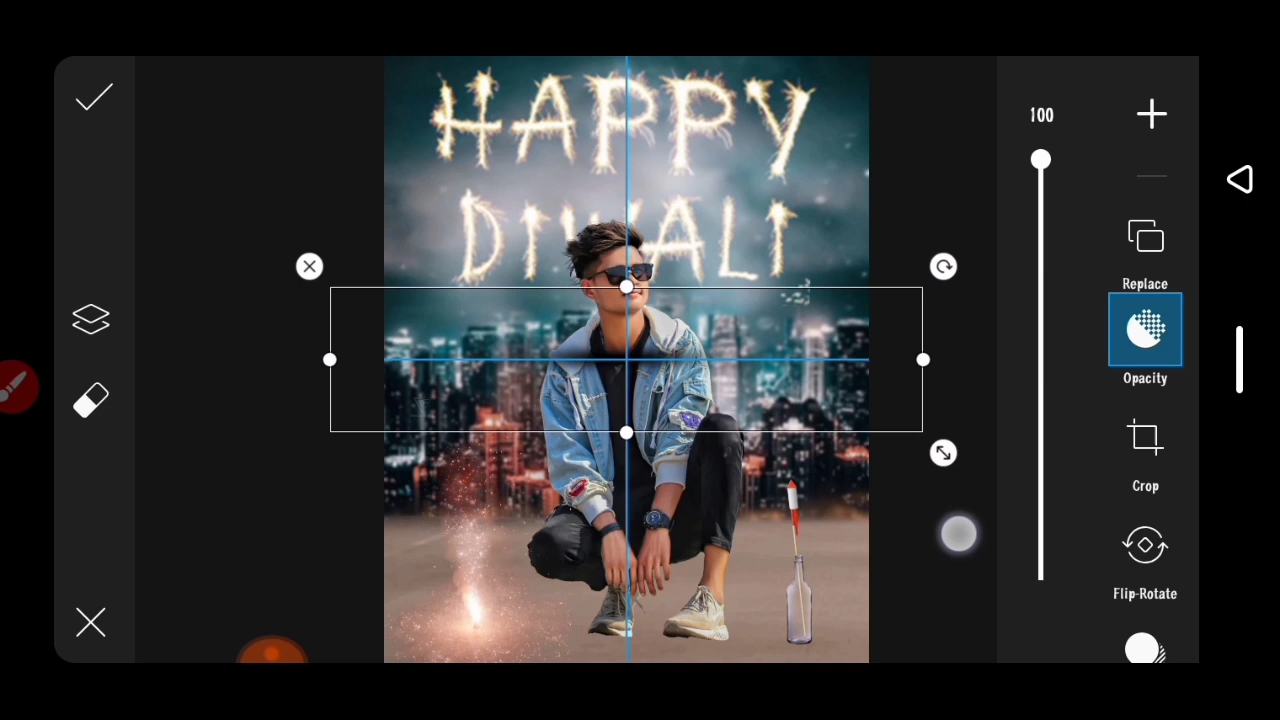 HAPPY
DIWALI
100
Replace
Opacity
Crop
Flip-Rotate